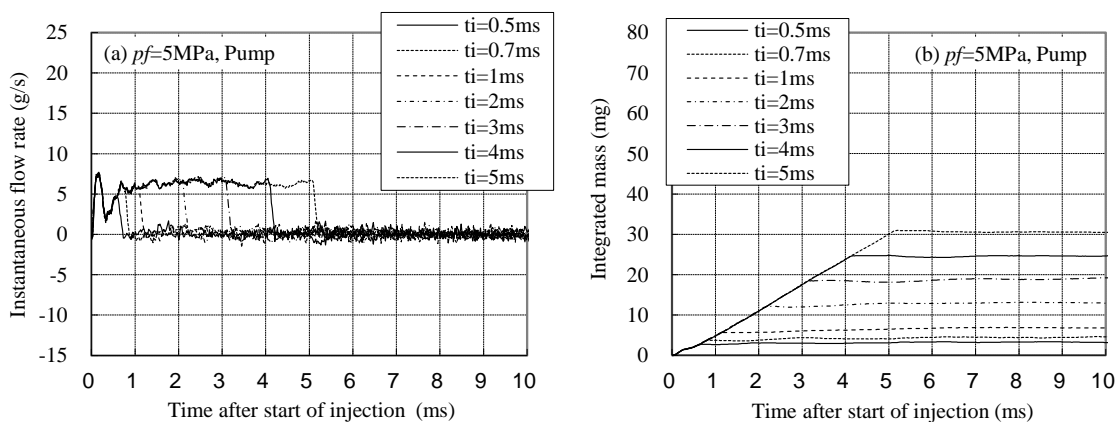 (a) pf=5MPa, Pump
ti=0.5ms
ti=0.7ms
ti=1ms
ti=2ms
ti=3ms
ti=4ms
ti=5ms
Instantaneous flow rate (g/s)
25
20
15
10
5
0
-5
-10
-15
0 1 2 3 4 5 6 7 8 9 10
Time after start of injection (ms)
(b) pf=5MPa, Pump
ti=0.5ms
ti=0.7ms
ti=1ms
ti=2ms
ti=3ms
ti=4ms
ti=5ms
Integrated mass (mg)
80
70
60
50
40
30
20
10
0
0 1 2 3 4 5 6 7 8 9 10
Time after start of injection (ms)